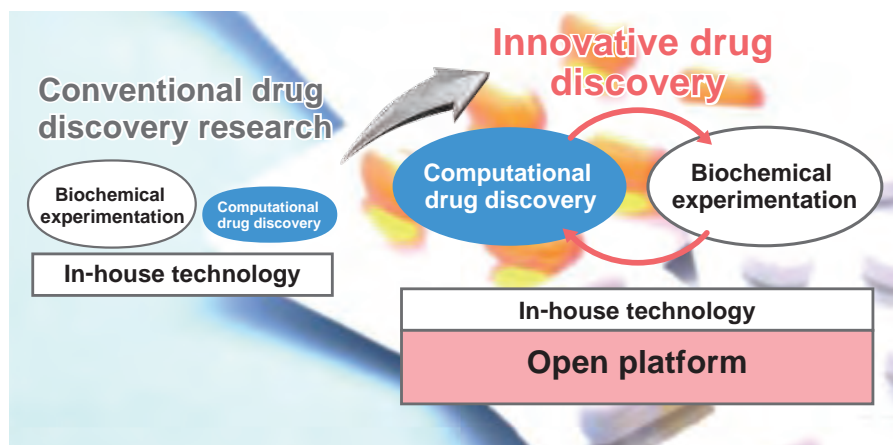 Conventional drug
discovery research
Biochemical
experimentation
Computational
drug discovery
In-house technology
Innovative drug
discovery
Computational
drug discovery
Biochemical
experimentation
In-house technology
Open platform